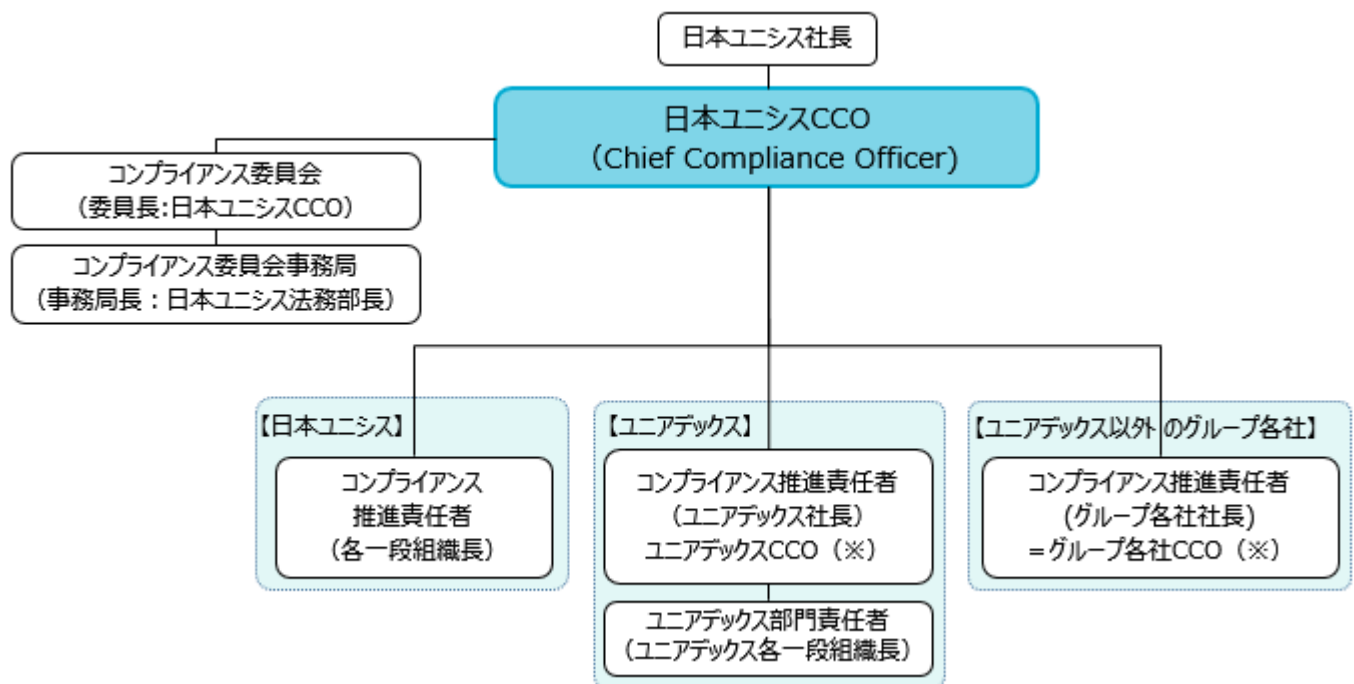 日本ユニシス社長
日本ユニシスCCO
（Chief Compliance Officer)
コンプライアンス委員会
（委員長:日本ユニシスCCO）
コンプライアンス委員会事務局
（事務局長：日本ユニシス法務部長）
【日本ユニシス】
コンプライアンス
推進責任者
（各一段組織長）
【ユニアデックス】
コンプライアンス推進責任者
（ユニアデックス社長）
ユニアデックスCCO（※）
ユニアデックス部門責任者
（ユニアデックス各一段組織長）
【ユニアデックス以外 のグループ各社】
コンプライアンス推進責任者
(グループ各社社長)
＝グループ各社CCO（※）